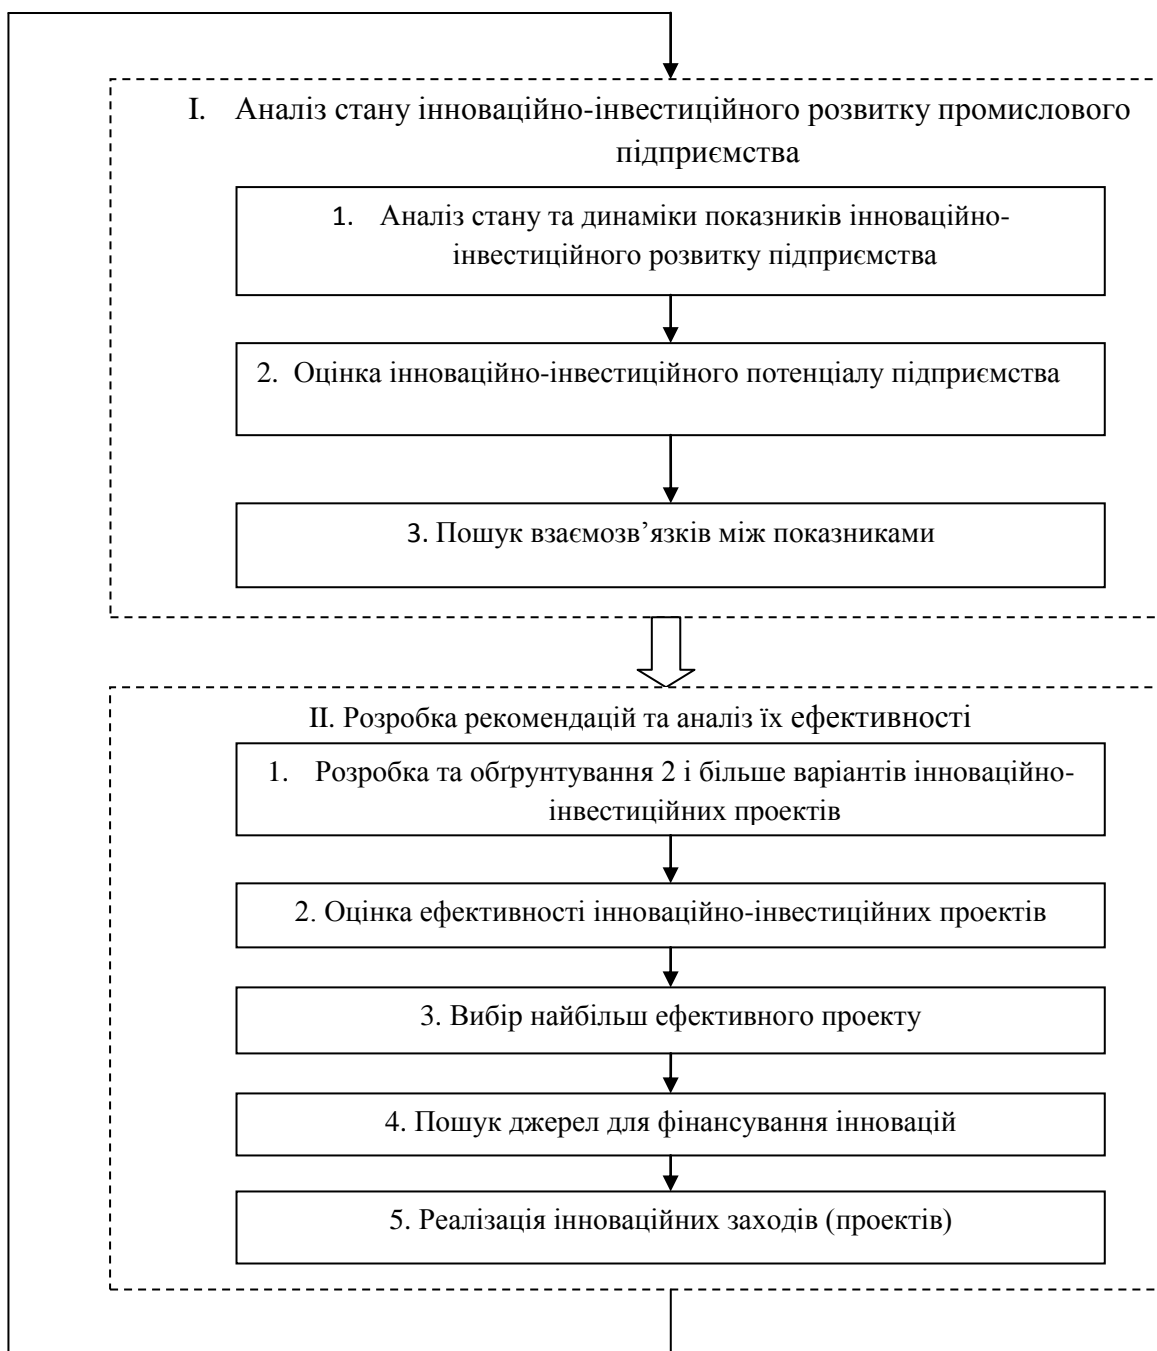 І. Аналіз стану інноваційно-інвестиційного розвитку промислового
підприємства
1. Аналіз стану та динаміки показників інноваційно-
інвестиційного розвитку підприємства
2. Оцінка інноваційно-інвестиційного потенціалу підприємства
3. Пошук взаємозв’язків між показниками
ІІ. Розробка рекомендацій та аналіз їх ефективності
1. Розробка та обґрунтування 2 і більше варіантів інноваційно-
інвестиційних проектів
2. Оцінка ефективності інноваційно-інвестиційних проектів
3. Вибір найбільш ефективного проекту
4. Пошук джерел для фінансування інновацій
5. Реалізація інноваційних заходів (проектів)